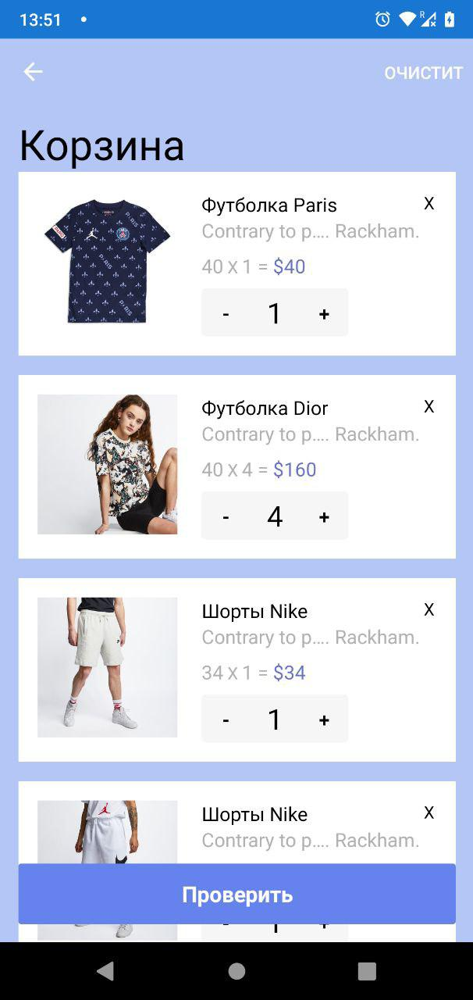 13:51
R
ОЧИСТИТ
Корзина
Футболка Paris
X
Contrary to p.... Rackham.
40 X 1 = $40
- 1 +
Футболка Dior
X
Contrary to p.... Rackham.
40 X 4 = $160
- 4 +
Шорты Nike
X
Contrary to p.... Rackham.
34 X 1 = $34
- 1 +
Шорты Nike
X
Contrary to p.... Rackham.
Проверить